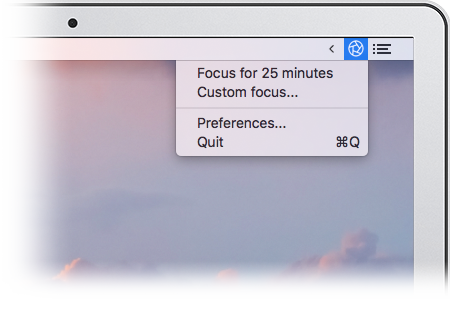 Focus for 25 minutes
Custom focus...
Preferences...
Quit ⌘Q